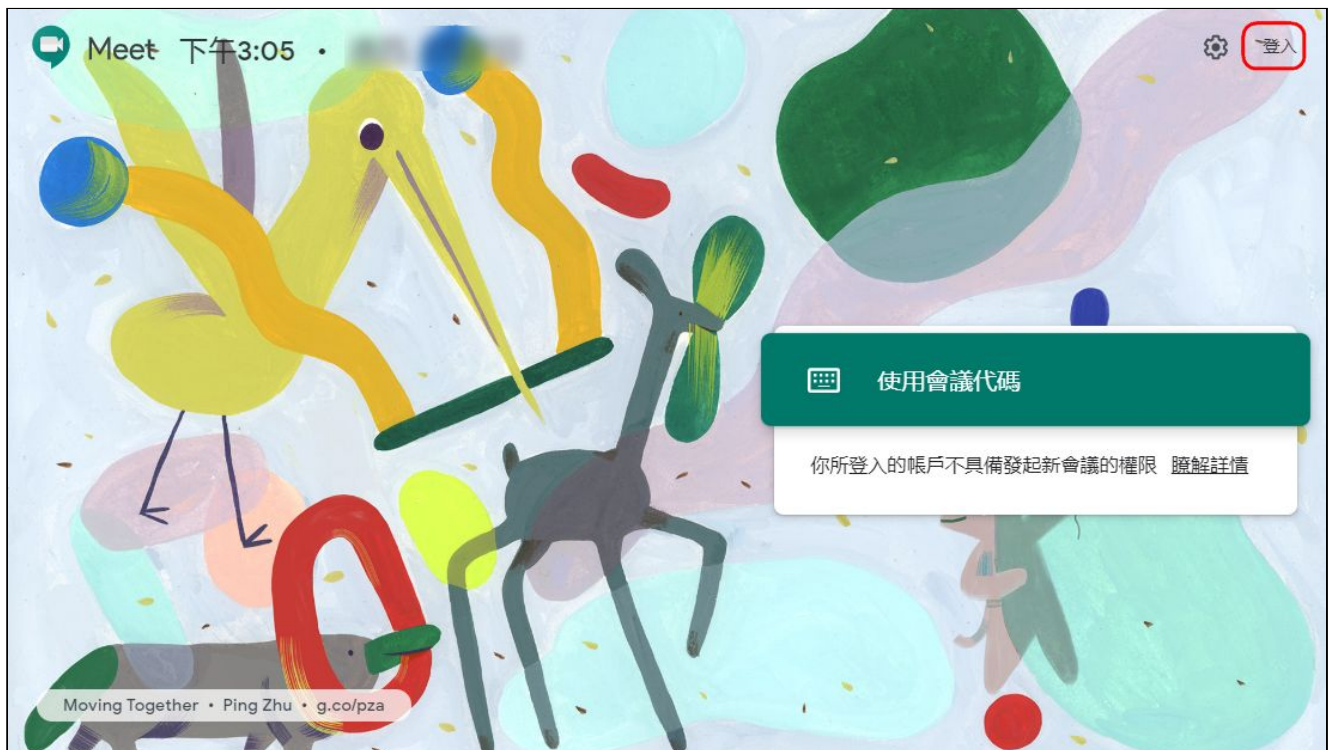 Meet 下午3:05 •
登入
使用會議代碼
你所登入的帳戶不具備發起新會議的權限 瞭解詳情
Moving Together • Ping Zhu • g.co/pza